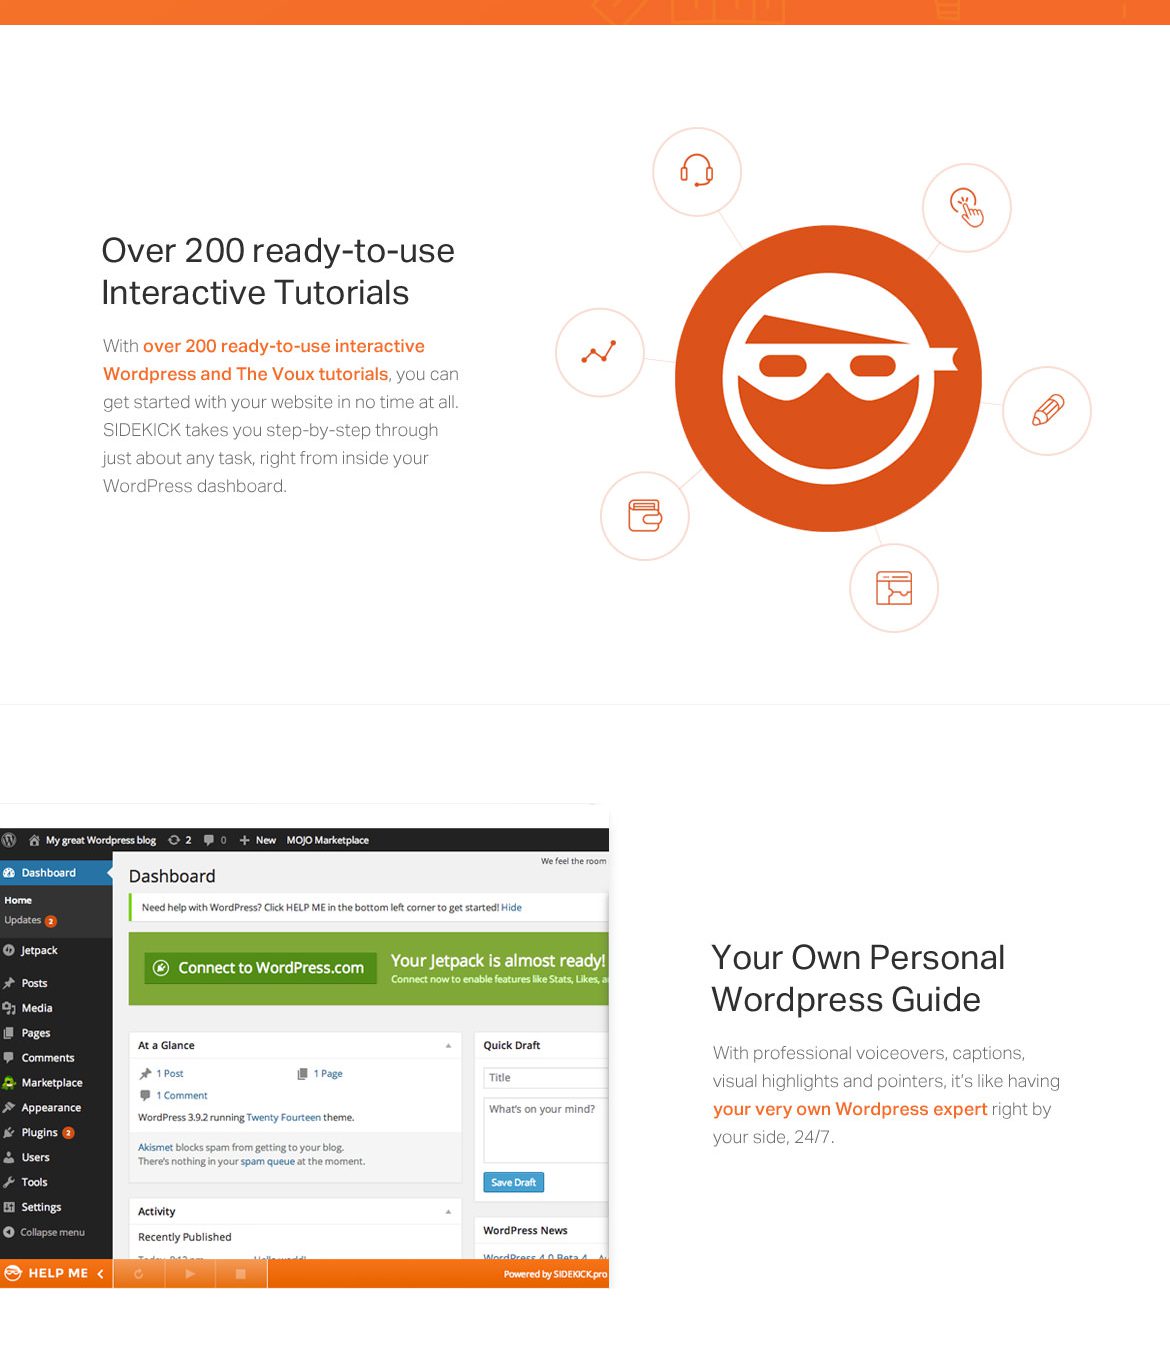 Over 200 ready-to-use
Interactive Tutorials
With over 200 ready-to-use interactive
Wordpress and The Voux tutorials, you can
get started with your website in no time at all.
SIDEKICK takes you step-by-step through
just about any task, right from inside your
WordPress dashboard.
My great Wordpress blog 2 0 New MOJO Marketplace
We feel the room
Dashboard
Home
Updates 2
Jetpack
Posts
Media
Pages
Comments
Marketplace
Appearance
Plugins 2
Users
Tools
Settings
Collapse menu
Dashboard
Need help with WordPress? Click HELP ME in the bottom left corner to get started! Hide
Connect to WordPress.com
Your Jetpack is almost ready!
Connect now to enable features like Stats, Likes,
At a Glance
1 Post 1 Page
1 Comment
WordPress 3.9.2 running Twenty Fourteen theme.
Akismet blocks spam from getting to your blog.
There's nothing in your spam queue at the moment.
Activity
Recently Published
Quick Draft
Title
What's on your mind?
Save Draft
WordPress News
WordPress 4.0 Beta 4
HELP ME
Powered by SIDEKICK.pro
Your Own Personal
Wordpress Guide
With professional voiceovers, captions,
visual highlights and pointers, it's like having
your very own Wordpress expert right by
your side, 24/7.